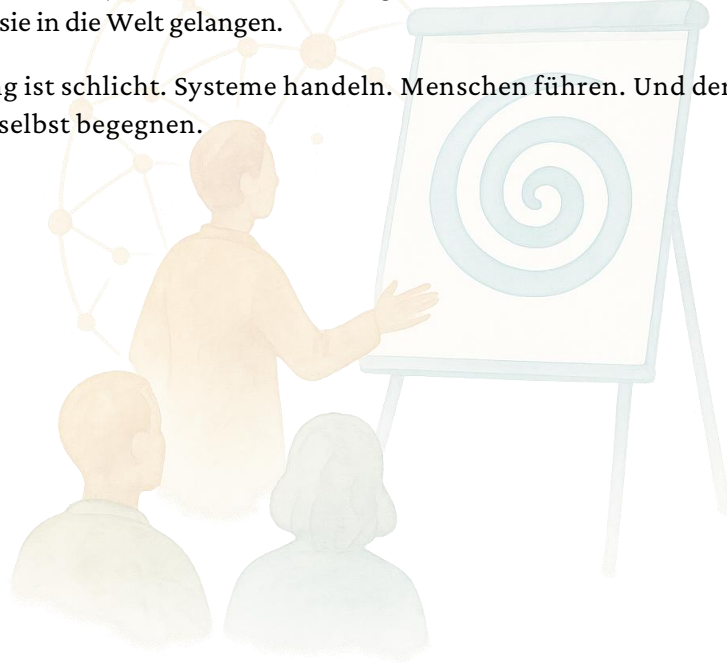 sie in die Welt gelangen.
ist schlicht. Systeme handeln. Menschen führen. Und der
selbst begegnen.